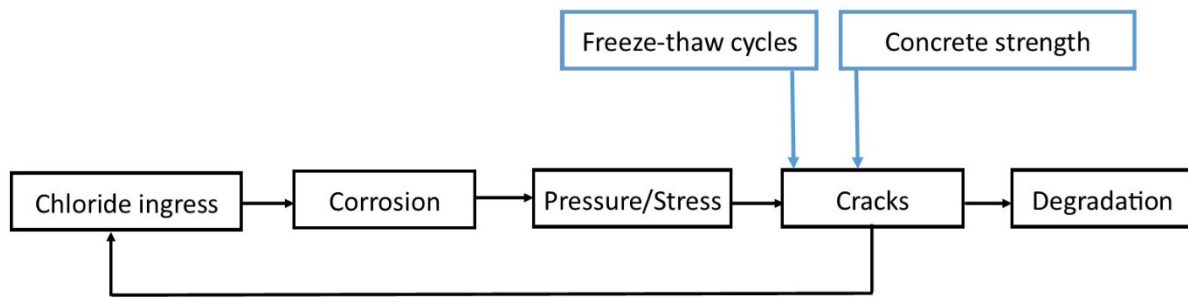 Freeze-thaw cycles
Concrete strength
Chloride ingress
Corrosion
Pressure/Stress
Cracks
Degradation